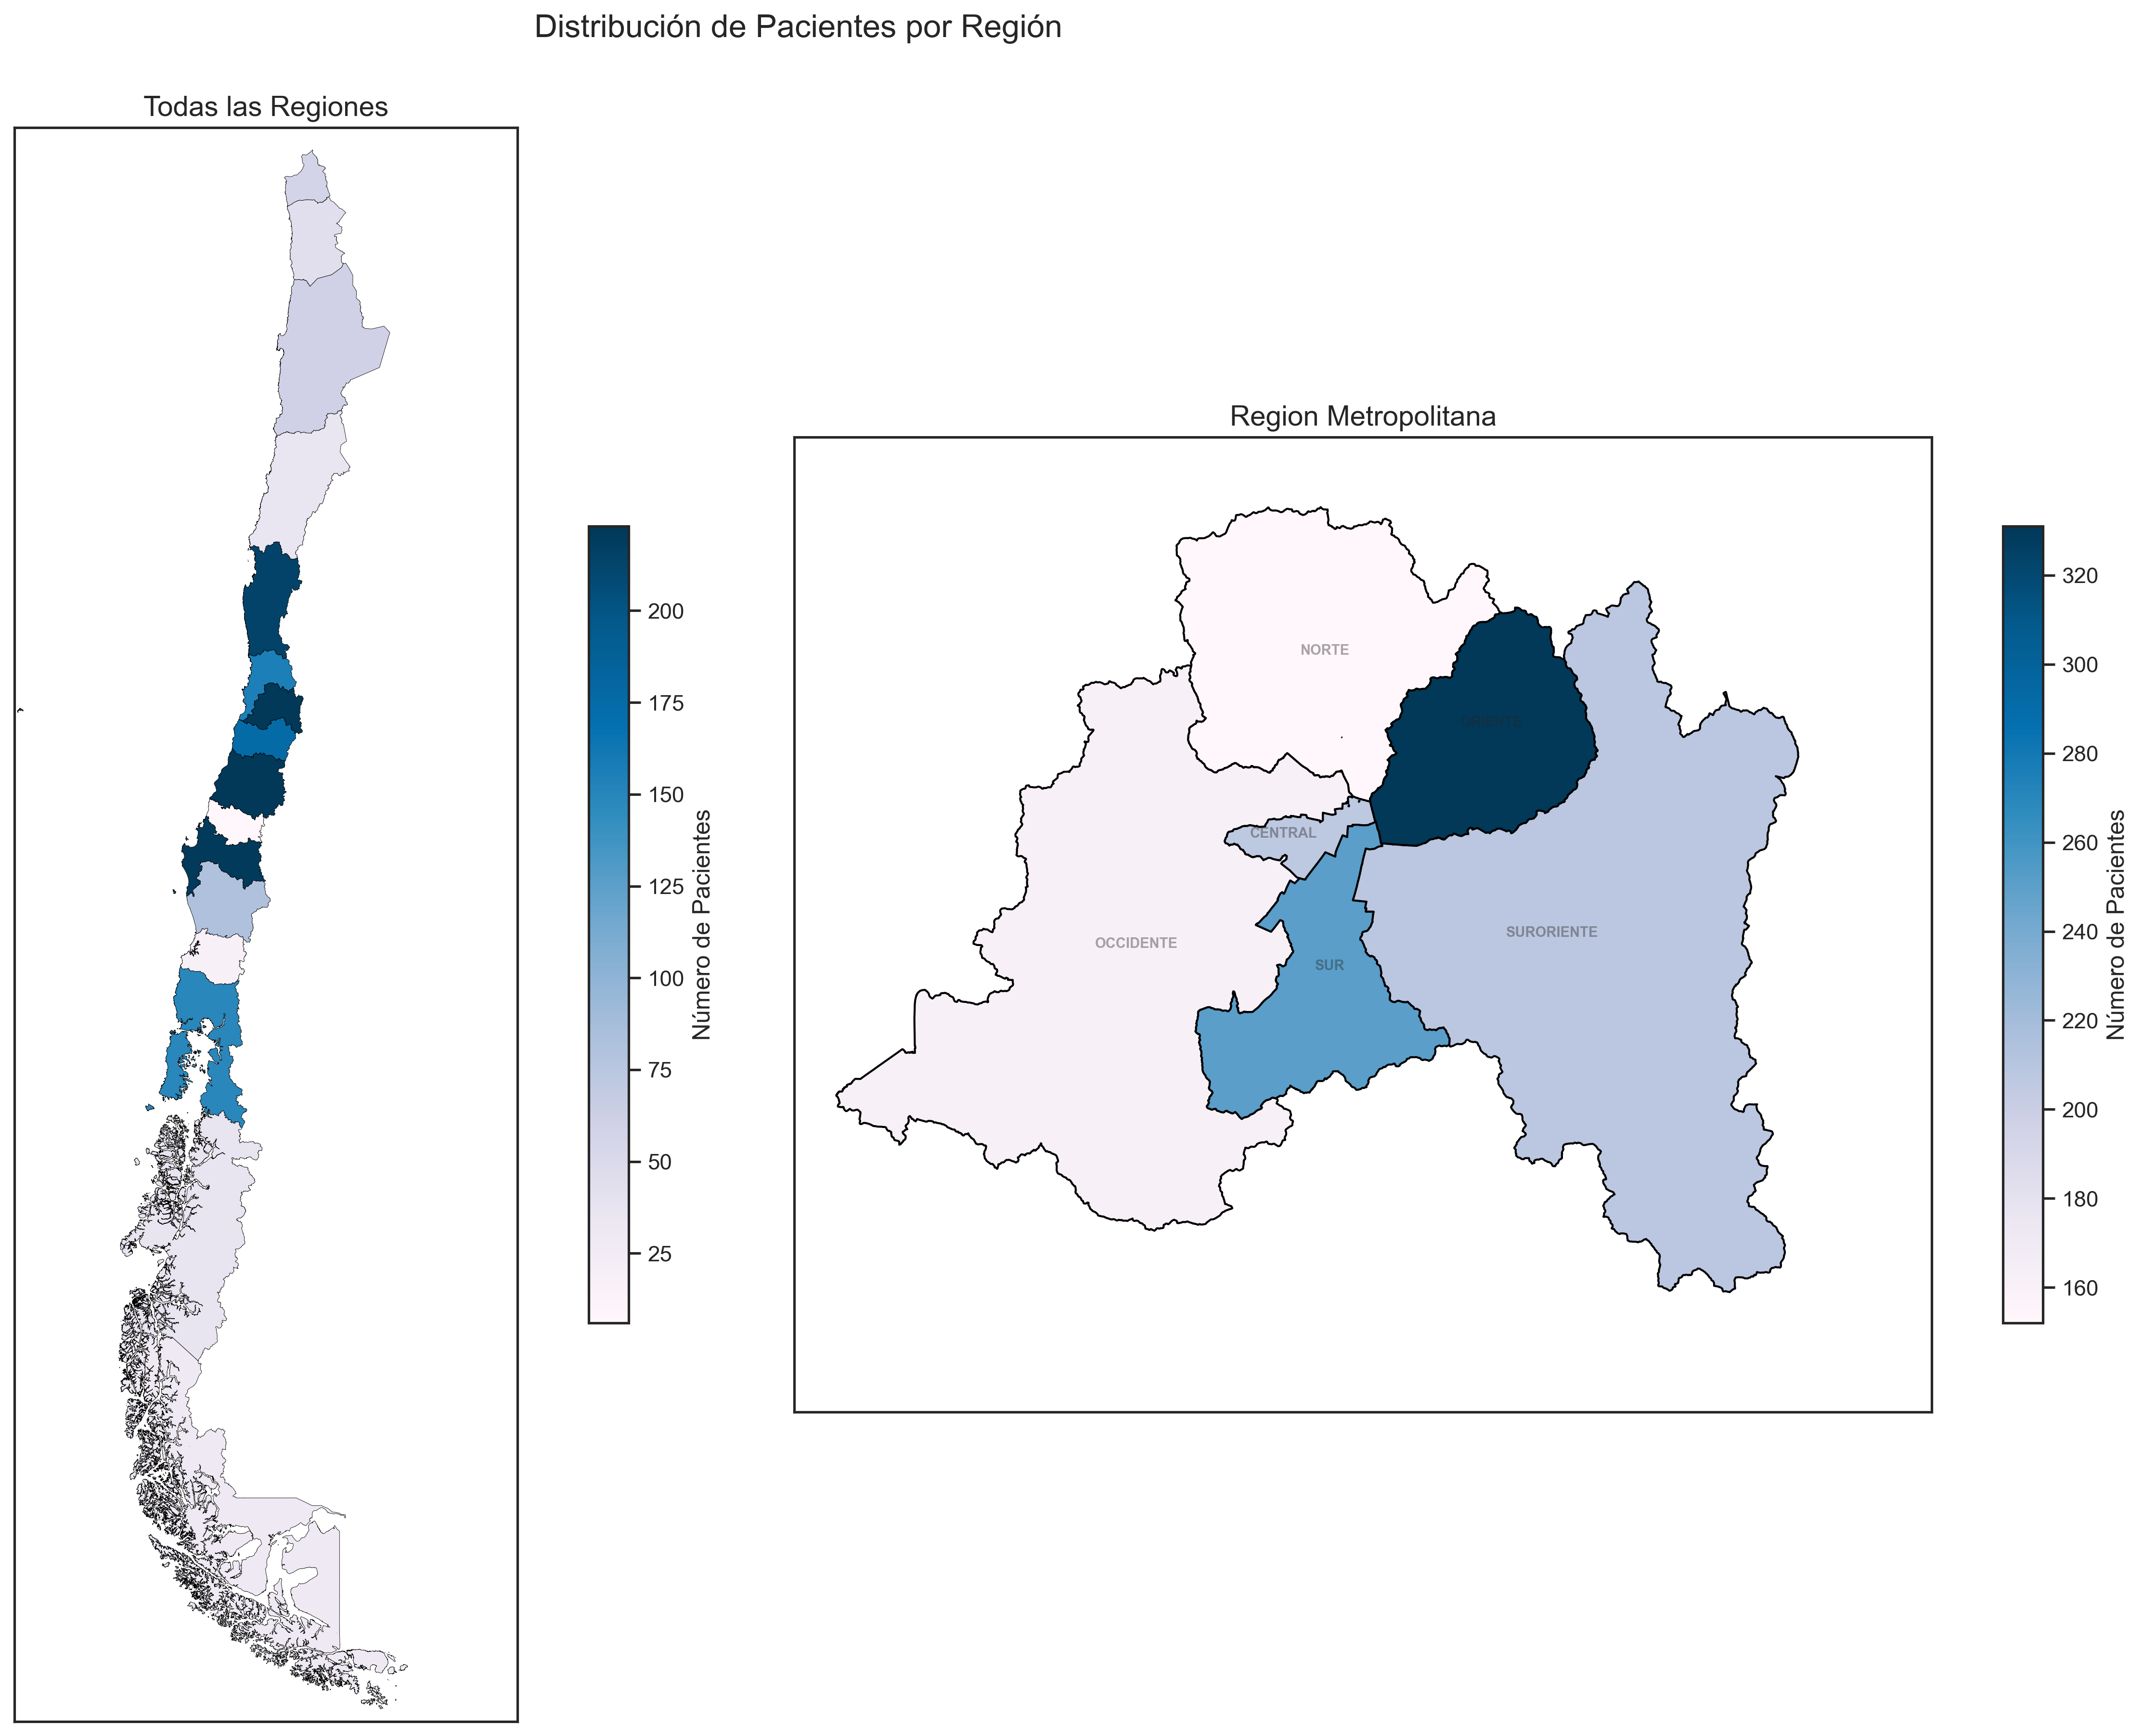 Distribución de Pacientes por Región
Todas las Regiones
200
175
150
125
100
75
50
25
Número de Pacientes
Region Metropolitana
NORTE
ORIENTE
CENTRAL
OCCIDENTE
SUR
SURORIENTE
320
300
280
260
240
220
200
180
160
Número de Pacientes